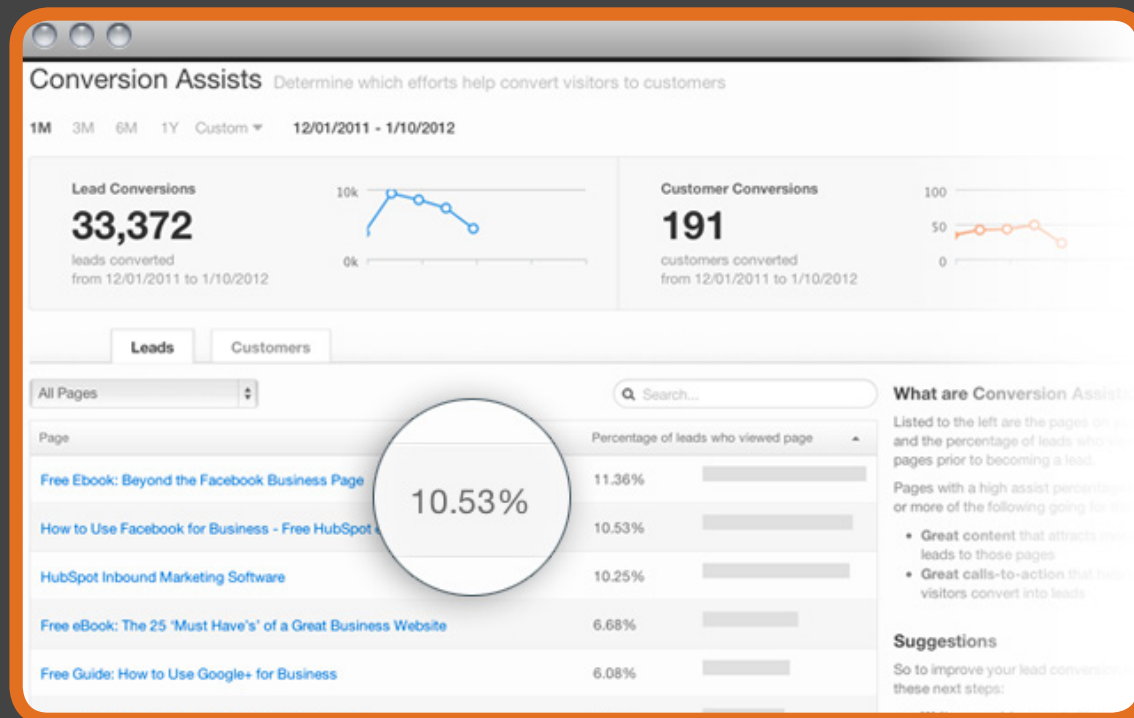 Conversion Assists Determine which efforts help convert visitors to customers
1M 3M 6M 1Y Custom 12/01/2011 - 1/10/2012
Lead Conversions
33,372
leads converted
from 12/01/2011 to 1/10/2012
10k
0k
Customer Conversions
191
customers converted
from 12/01/2011 to 1/10/2012
100
50
0
Leads Customers
All Pages
Search...
Page Percentage of leads who viewed page
Free Ebook: Beyond the Facebook Business Page 11.36%
How to Use Facebook for Business - Free HubSpot 10.53%
10.53%
HubSpot Inbound Marketing Software 10.25%
Free eBook: The 25 'Must Have's' of a Great Business Website 6.68%
Free Guide: How to Use Google+ for Business 6.08%
What are Conversion Assists
Listed to the left are the pages on
and the percentage of leads who
pages prior to becoming a lead.
Pages with a high assist percentage
or more of the following going for
• Great content that attracts
leads to those pages
• Great calls-to-action that
visitors convert into leads
Suggestions
So to improve your lead
these next steps: